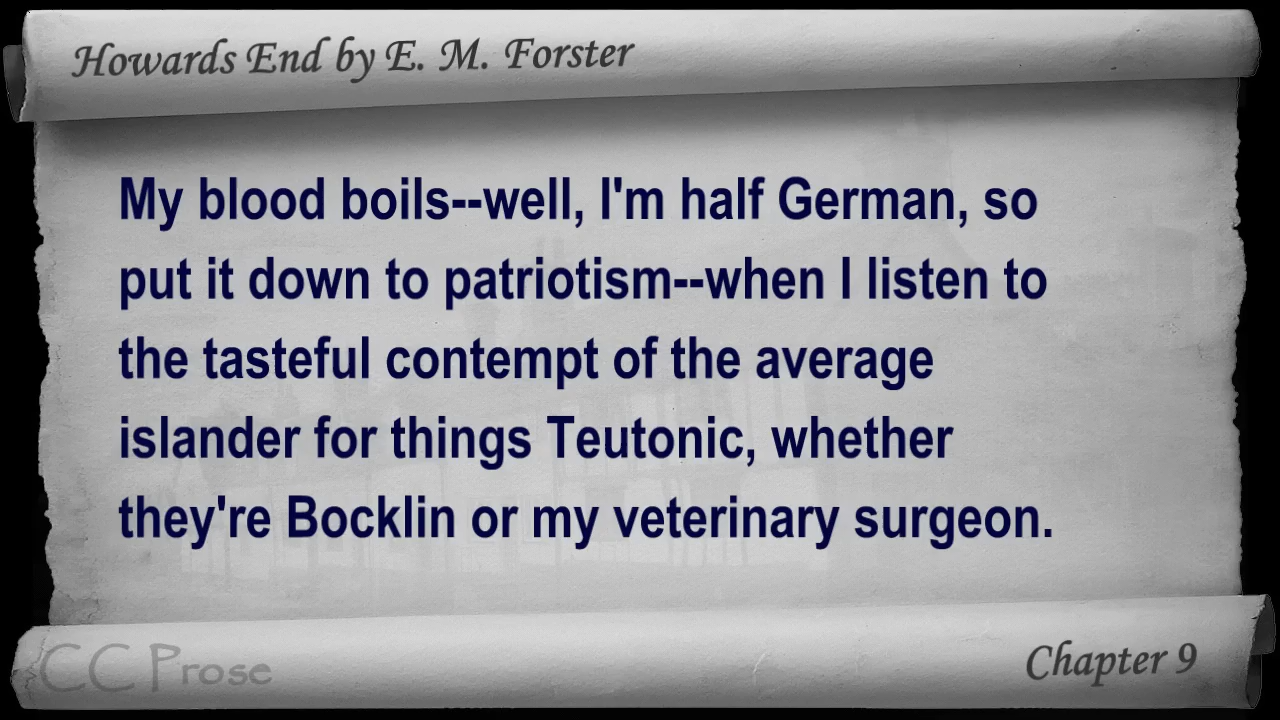 Howards End by E. M. Forster
My blood boils--well, I'm half German, so
put it down to patriotism--when I listen to
the tasteful contempt of the average
islander for things Teutonic, whether
they're Bocklin or my veterinary surgeon.
CC Prose
Chapter 9